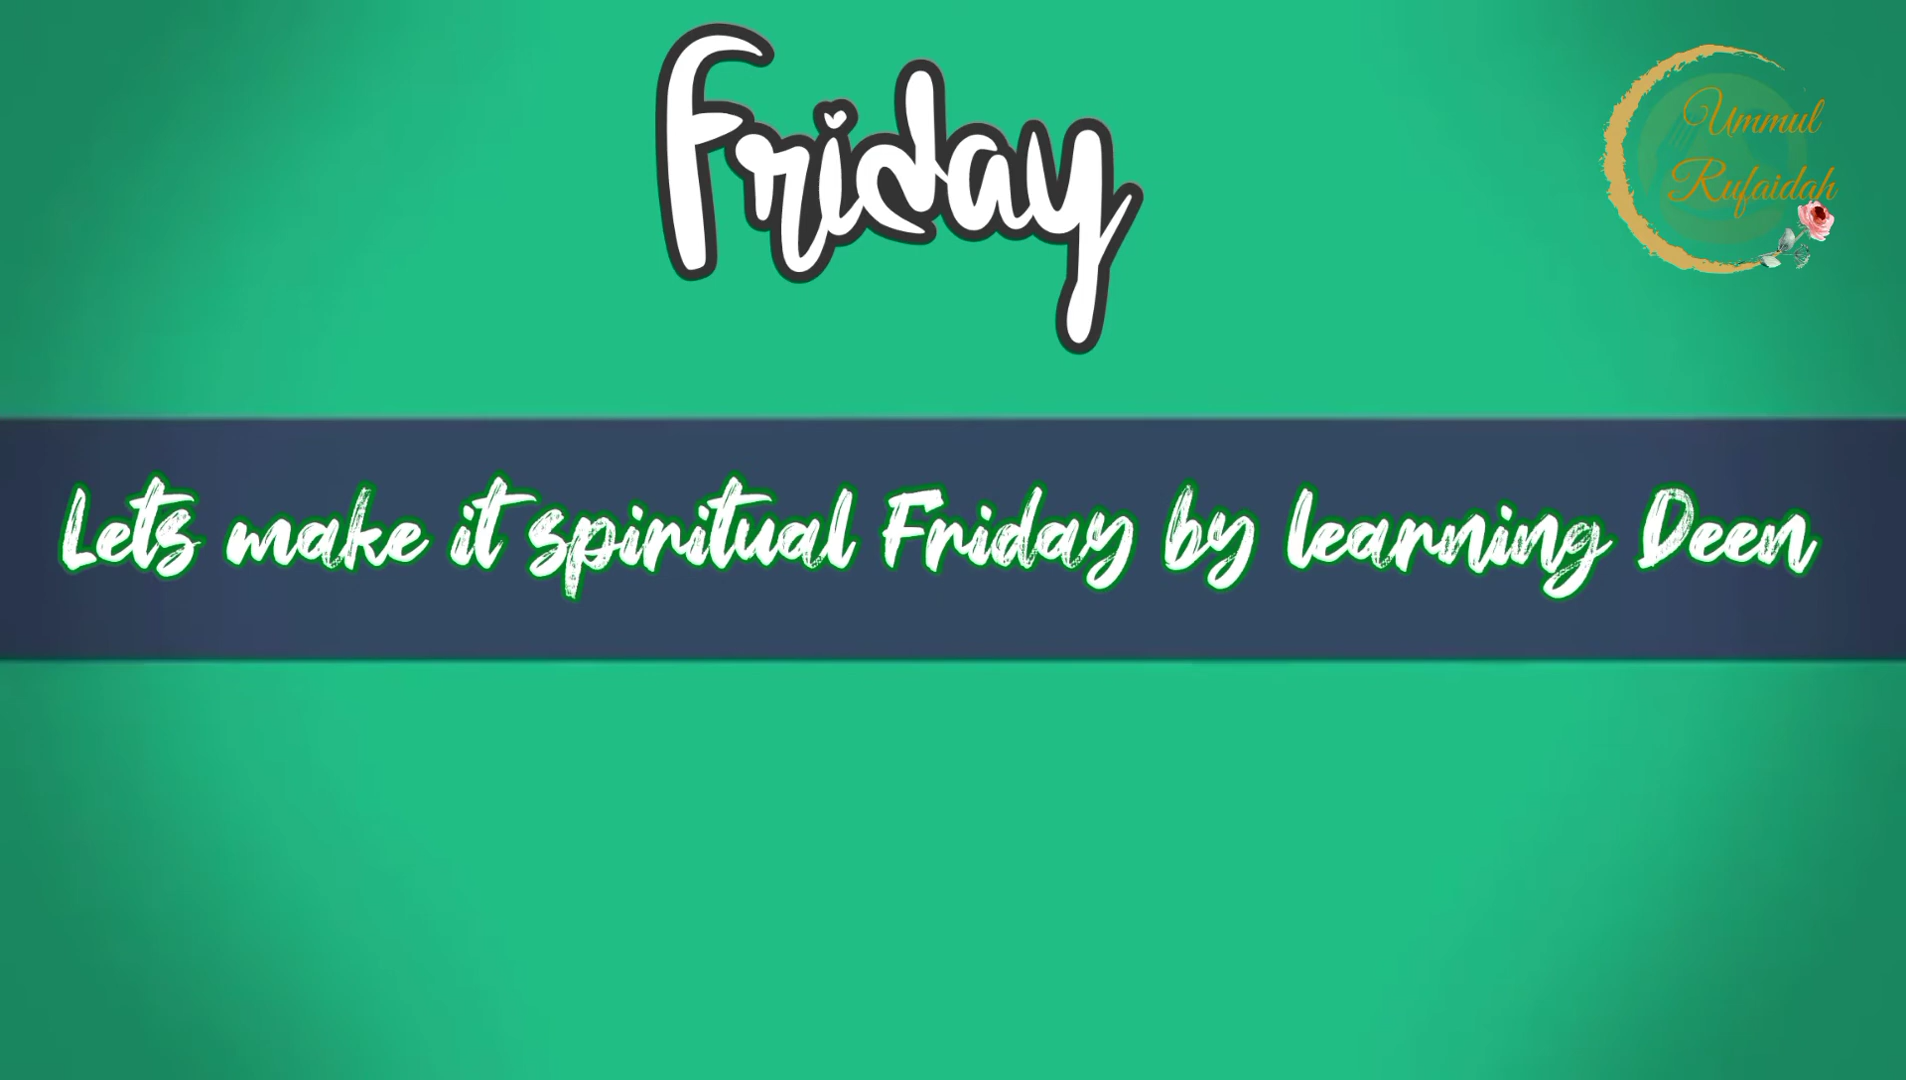 Friday
Ummul
Rufaidah
Lets make it spiritual Friday by learning Deen